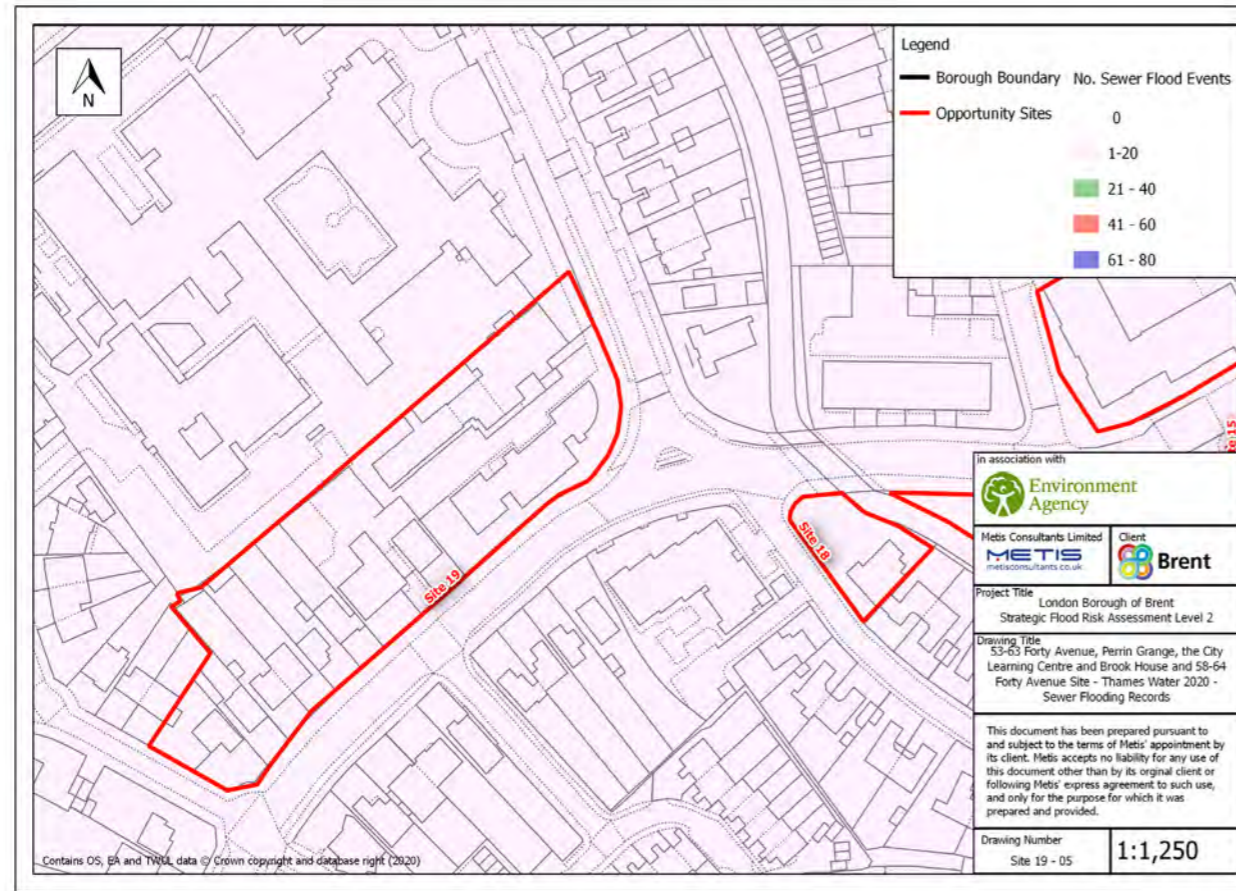 N
Legend
Borough Boundary
No. Sewer Flood Events
Opportunity Sites
0
1-20
21 - 40
41 - 60
61 - 80
Site 19
Site 18
in association with
Environment
Agency
Metis Consultants Limited
METIS
metisconsultants.co.uk
Client
Brent
Project Title
London Borough of Brent
Strategic Flood Risk Assessment Level 2
Drawing Title
53-63 Forty Avenue, Perrin Grange, the City
Learning Centre and Brook House and 58-64
Forty Avenue Site - Thames Water 2020 -
Sewer Flooding Records
This document has been prepared pursuant to
and subject to the terms of Metis' appointment by
its client. Metis accepts no liability for any use of
this document other than by its orginal client or
following Metis' express agreement to such use,
and only for the purpose for which it was
prepared and provided.
Drawing Number
Site 19 - 05
1:1,250
Contains OS, EA and TWUL data © Crown copyright and database right (2020)